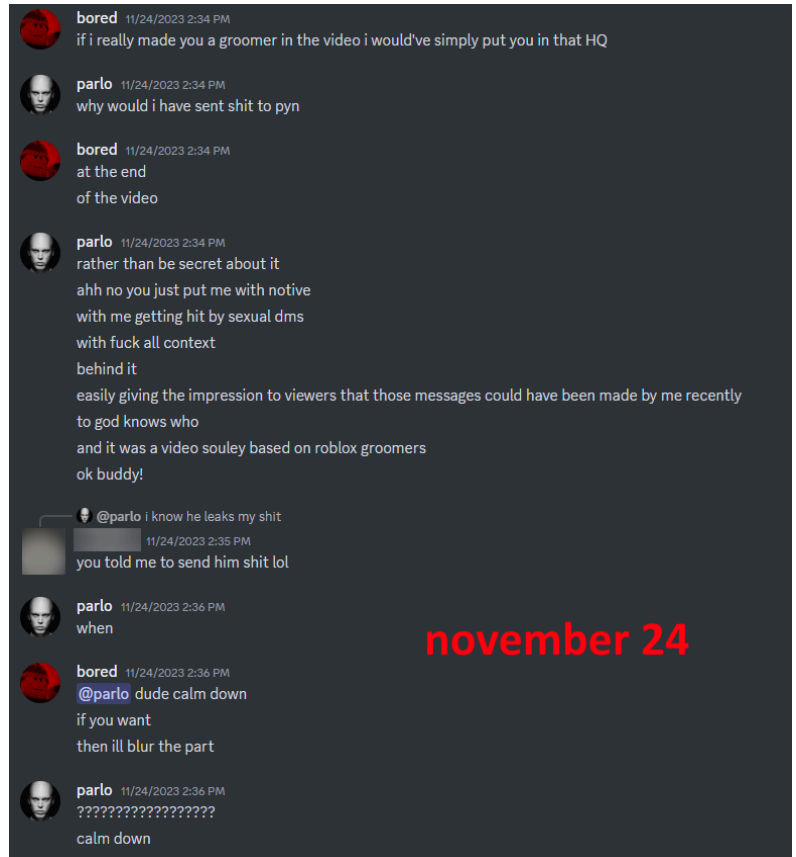 bored 11/24/2023 2:34 PM
if i really made you a groomer in the video i would've simply put you in that HQ
parlo 11/24/2023 2:34 PM
why would i have sent shit to pyn
bored 11/24/2023 2:34 PM
at the end
of the video
parlo 11/24/2023 2:34 PM
rather than be secret about it
ahh no you just put me with notive
with me getting hit by sexual dms
with fuck all context
behind it
easily giving the impression to viewers that those messages could have been made by me recently
to god knows who
and it was a video souley based on roblox groomers
ok buddy!
@parlo i know he leaks my shit
11/24/2023 2:35 PM
you told me to send him shit lol
parlo 11/24/2023 2:36 PM
when
november 24
bored 11/24/2023 2:36 PM
@parlo dude calm down
if you want
then ill blur the part
parlo 11/24/2023 2:36 PM
??????????????????
calm down